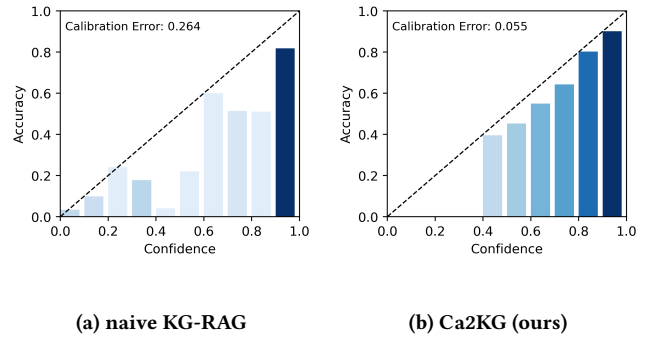 Calibration Error: 0.264
Accuracy
1.0
0.8
0.6
0.4
0.2
0.0
0.0 0.2 0.4 0.6 0.8 1.0
Confidence
(a) naive KG-RAG
Calibration Error: 0.055
Accuracy
1.0
0.8
0.6
0.4
0.2
0.0
0.0 0.2 0.4 0.6 0.8 1.0
Confidence
(b) Ca2KG (ours)